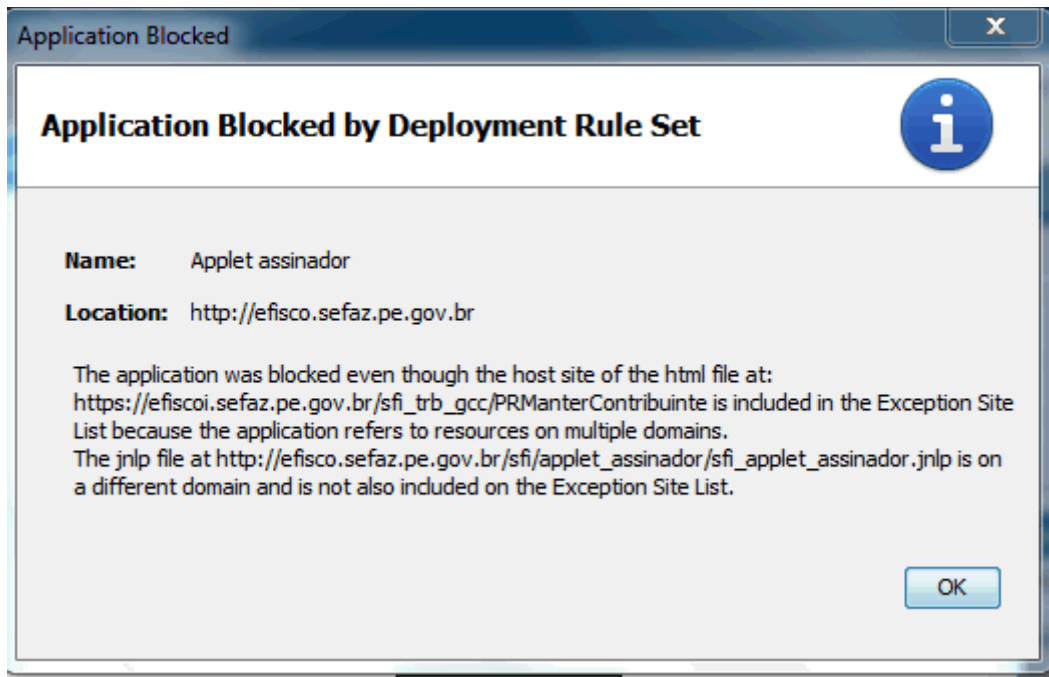 Application Blocked
X
Application Blocked by Deployment Rule Set
i
Name: Applet assinador
Location: http://efisco.sefaz.pe.gov.br
The application was blocked even though the host site of the html file at:
https://efiscoi.sefaz.pe.gov.br/sfi_trb_gcc/PRManterContribuinte is included in the Exception Site
List because the application refers to resources on multiple domains.
The jnlp file at http://efisco.sefaz.pe.gov.br/sfi/applet_assinador/sfi_applet_assinador.jnlp is on
a different domain and is not also included on the Exception Site List.
OK